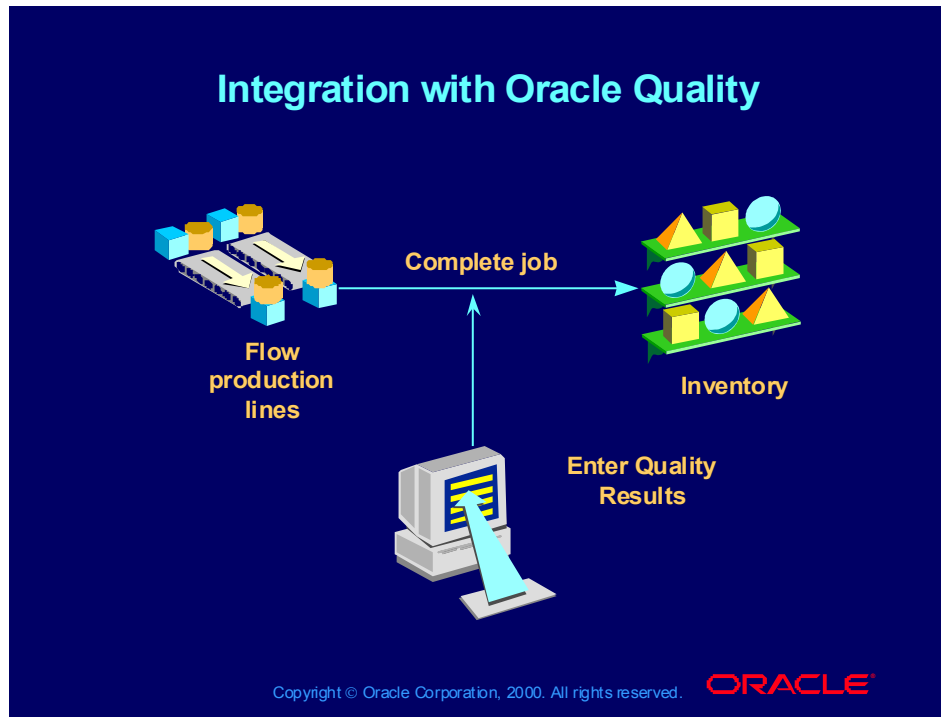 Integration with Oracle Quality
Complete job
Flow
production
lines
Inventory
Enter Quality
Results
Copyright © Oracle Corporation, 2000. All rights reserved.
ORACLE®